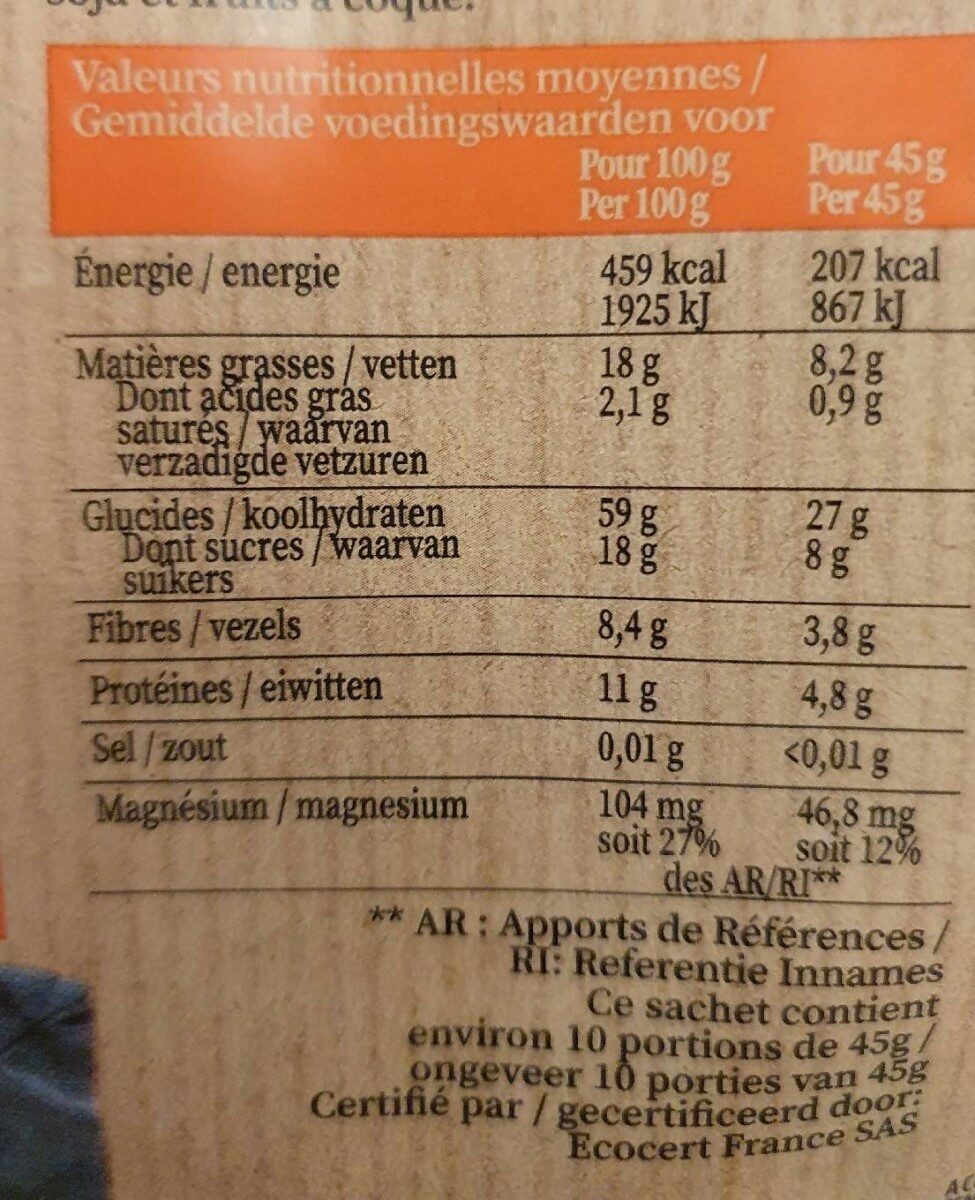 soja et fruits à coque.
Valeurs nutritionnelles moyennes /
Gemiddelde voedingswaarden voor
Pour 100 g Pour 45 g
Per 100 g Per 45 g
Énergie / energie 459 kcal 207 kcal
1925 kJ 867 kJ
Matières grasses / vetten 18 g 8,2 g
Dont acides gras 2,1 g 0,9 g
saturés / waarvan
verzadigde vetzuren
Glucides / koolhydraten 59 g 27 g
Dont sucres / waarvan 18 g 8 g
suikers
Fibres / vezels 8,4 g 3,8 g
Protéines / eiwitten 11 g 4,8 g
Sel / zout 0,01 g <0,01 g
Magnésium / magnesium 104 mg 46,8 mg
soit 27% soit 12%
des AR/RI**
** AR : Apports de Références /
RI: Referentie Innames
Ce sachet contient
environ 10 portions de 45g /
ongeveer 10 porties van 45g
Certifié par / gecertificeerd door:
Ecocert France SAS